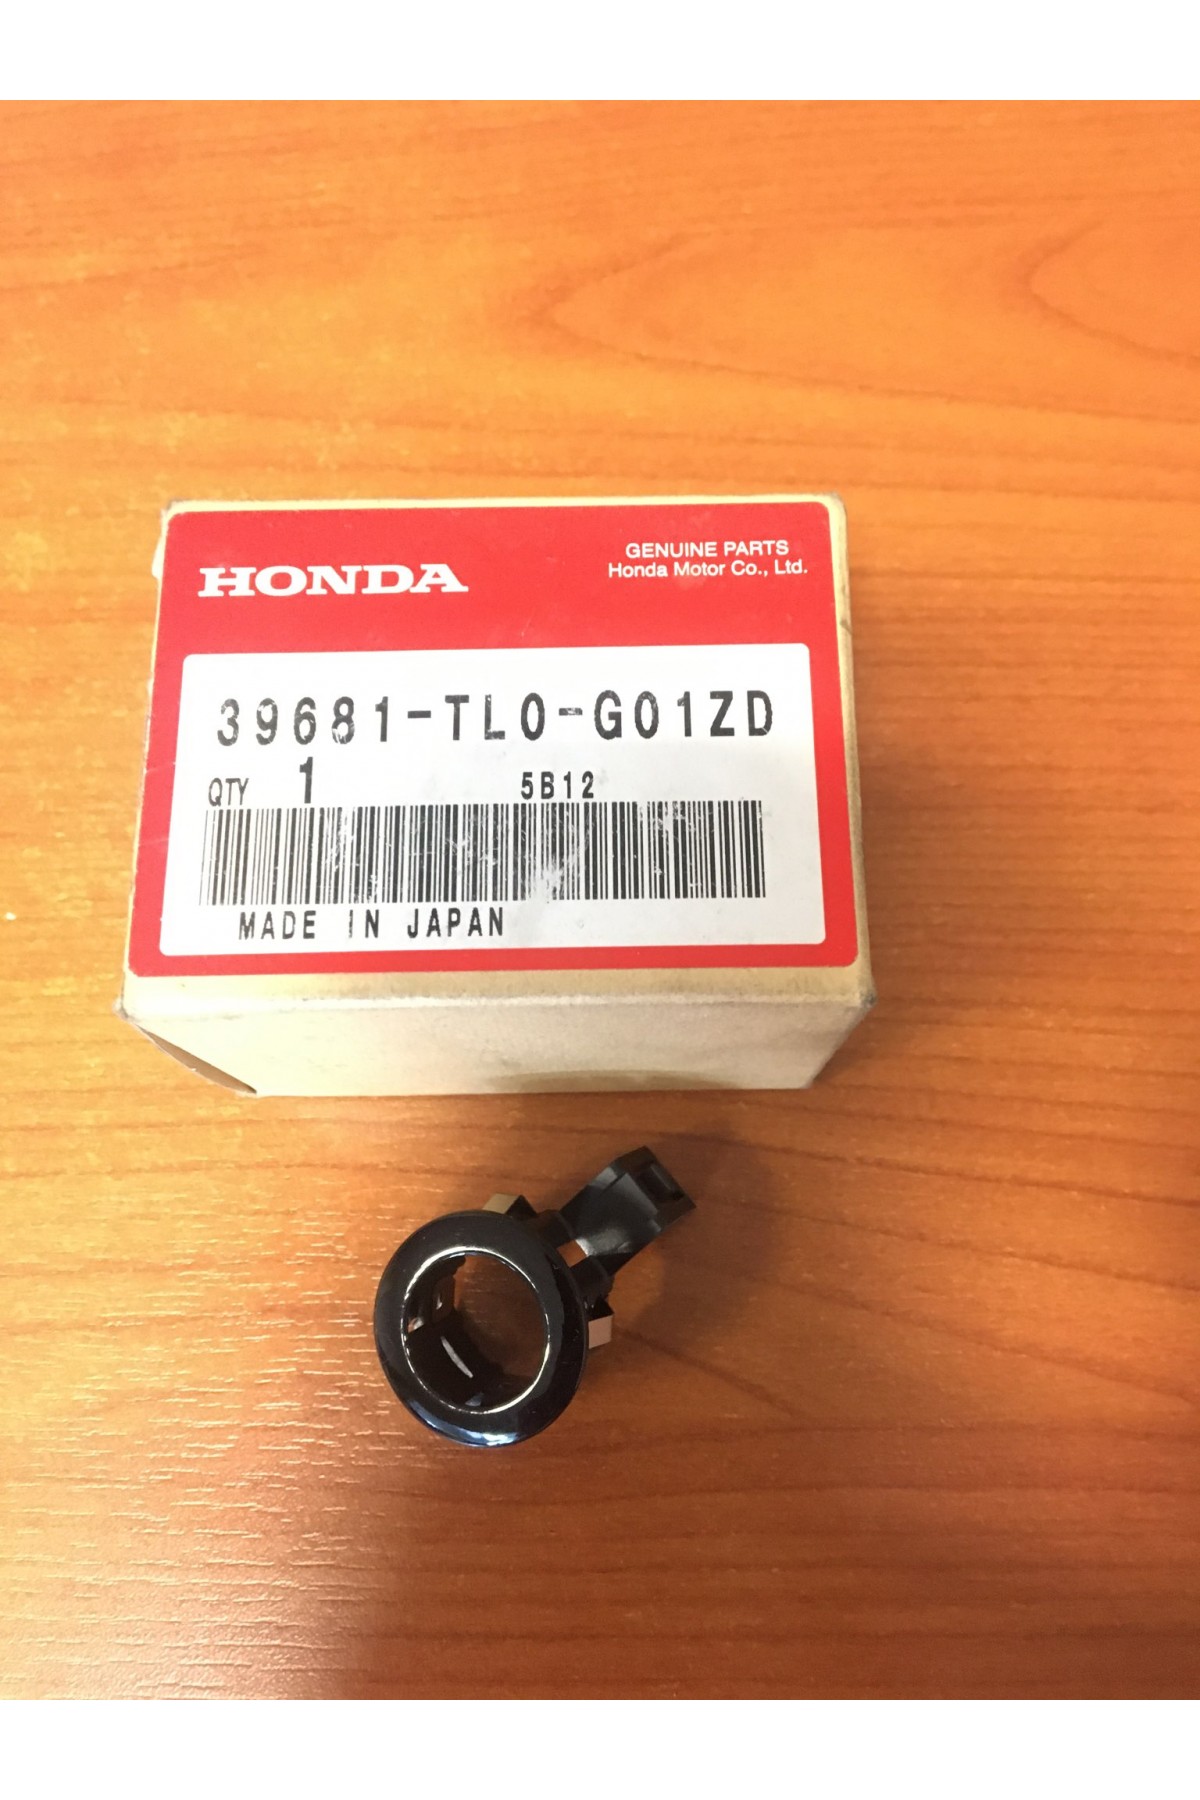 HONDA
GENUINE PARTS
Honda Motor Co., Ltd.
39681-TL0-G01ZD
QTY 1 5B12
MADE IN JAPAN